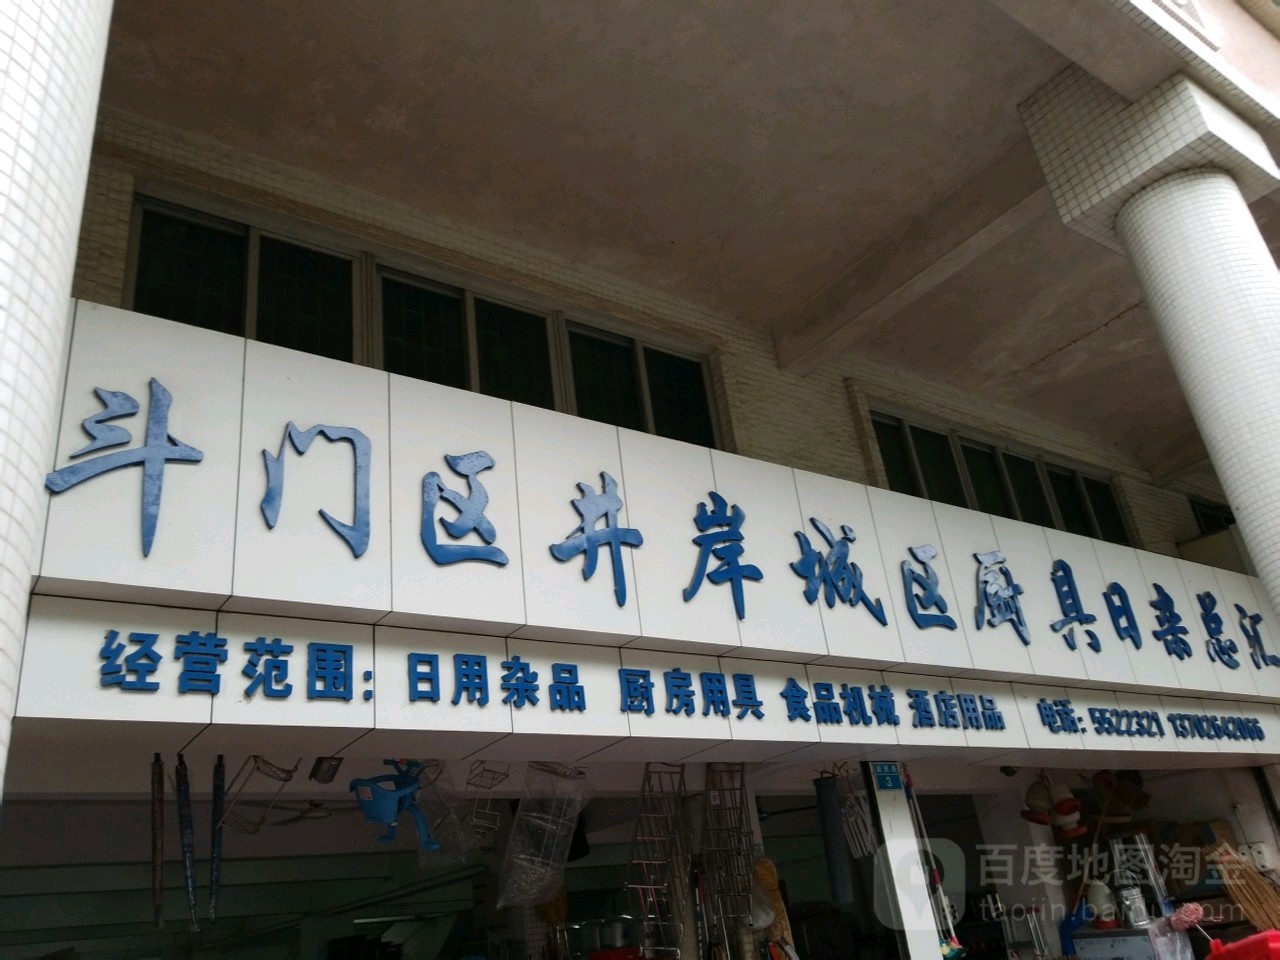 斗门区井岸城区厨具日杂总汇
经营范围：日用杂品 厨房用具 食品机械 酒店用品 电话：5522321 13702642066
3
百度地图淘金
taojin.baidu.com